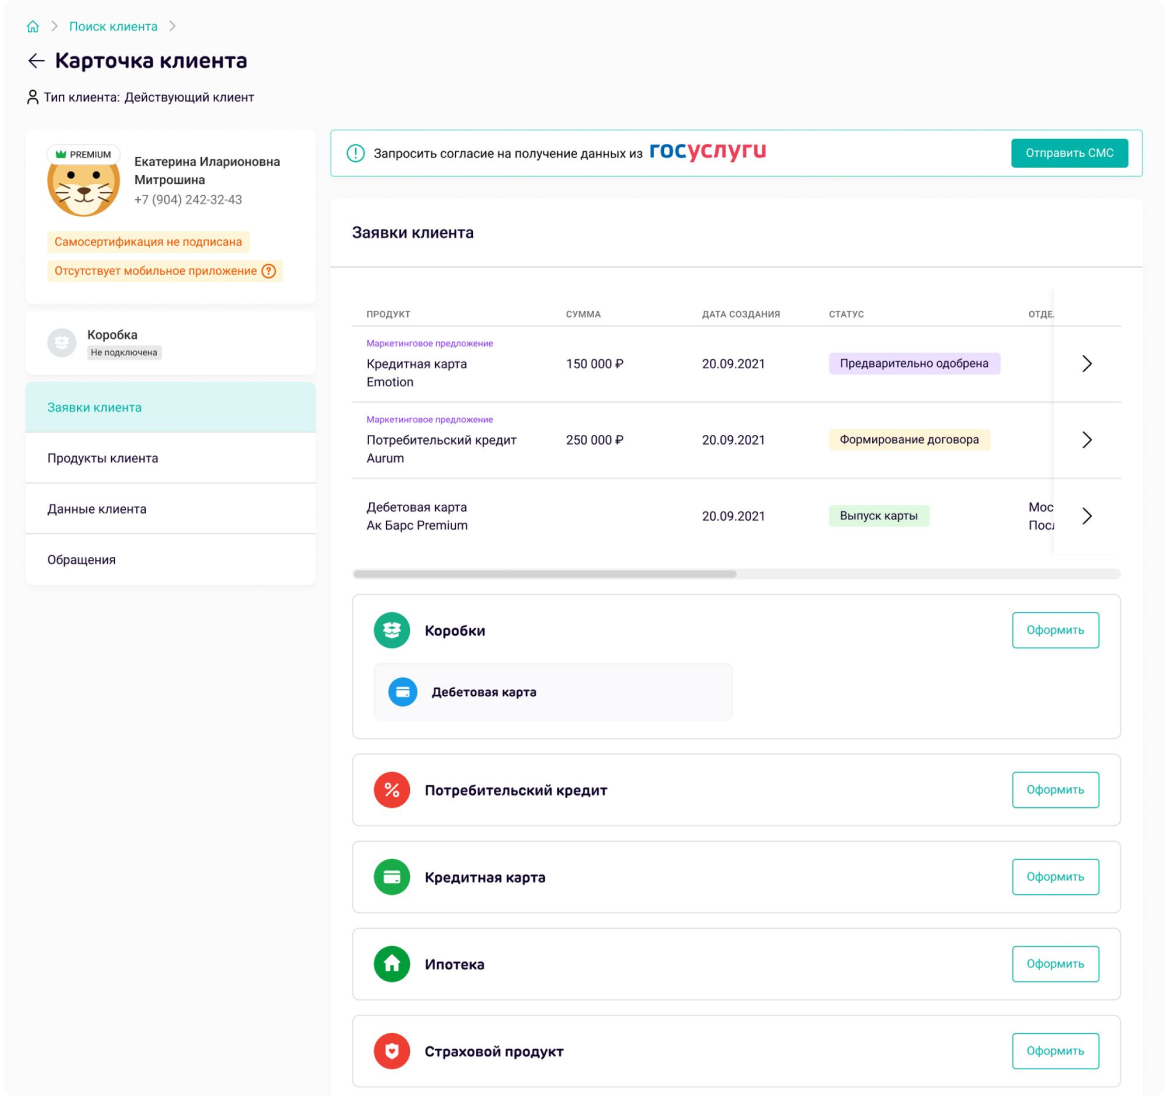 Поиск клиента
Карточка клиента
Тип клиента: Действующий клиент
PREMIUM
Екатерина Иларионовна
Митрошина
+7 (904) 242-32-43
Самосертификация не подписана
Отсутствует мобильное приложение
Коробка
Не подключена
Заявки клиента
Продукты клиента
Данные клиента
Обращения
Запросить согласие на получение данных из госуслуги
Отправить СМС
Заявки клиента
ПРОДУКТ СУММА ДАТА СОЗДАНИЯ СТАТУС ОТДЕ.
Маркетинговое предложение
Кредитная карта
Emotion
150 000 ₽ 20.09.2021 Предварительно одобрена
Маркетинговое предложение
Потребительский кредит
Aurum
250 000 ₽ 20.09.2021 Формирование договора
Дебетовая карта
Ак Барс Premium
20.09.2021 Выпуск карты
Мос
Посл
Коробки
Оформить
Дебетовая карта
Потребительский кредит
Оформить
Кредитная карта
Оформить
Ипотека
Оформить
Страховой продукт
Оформить